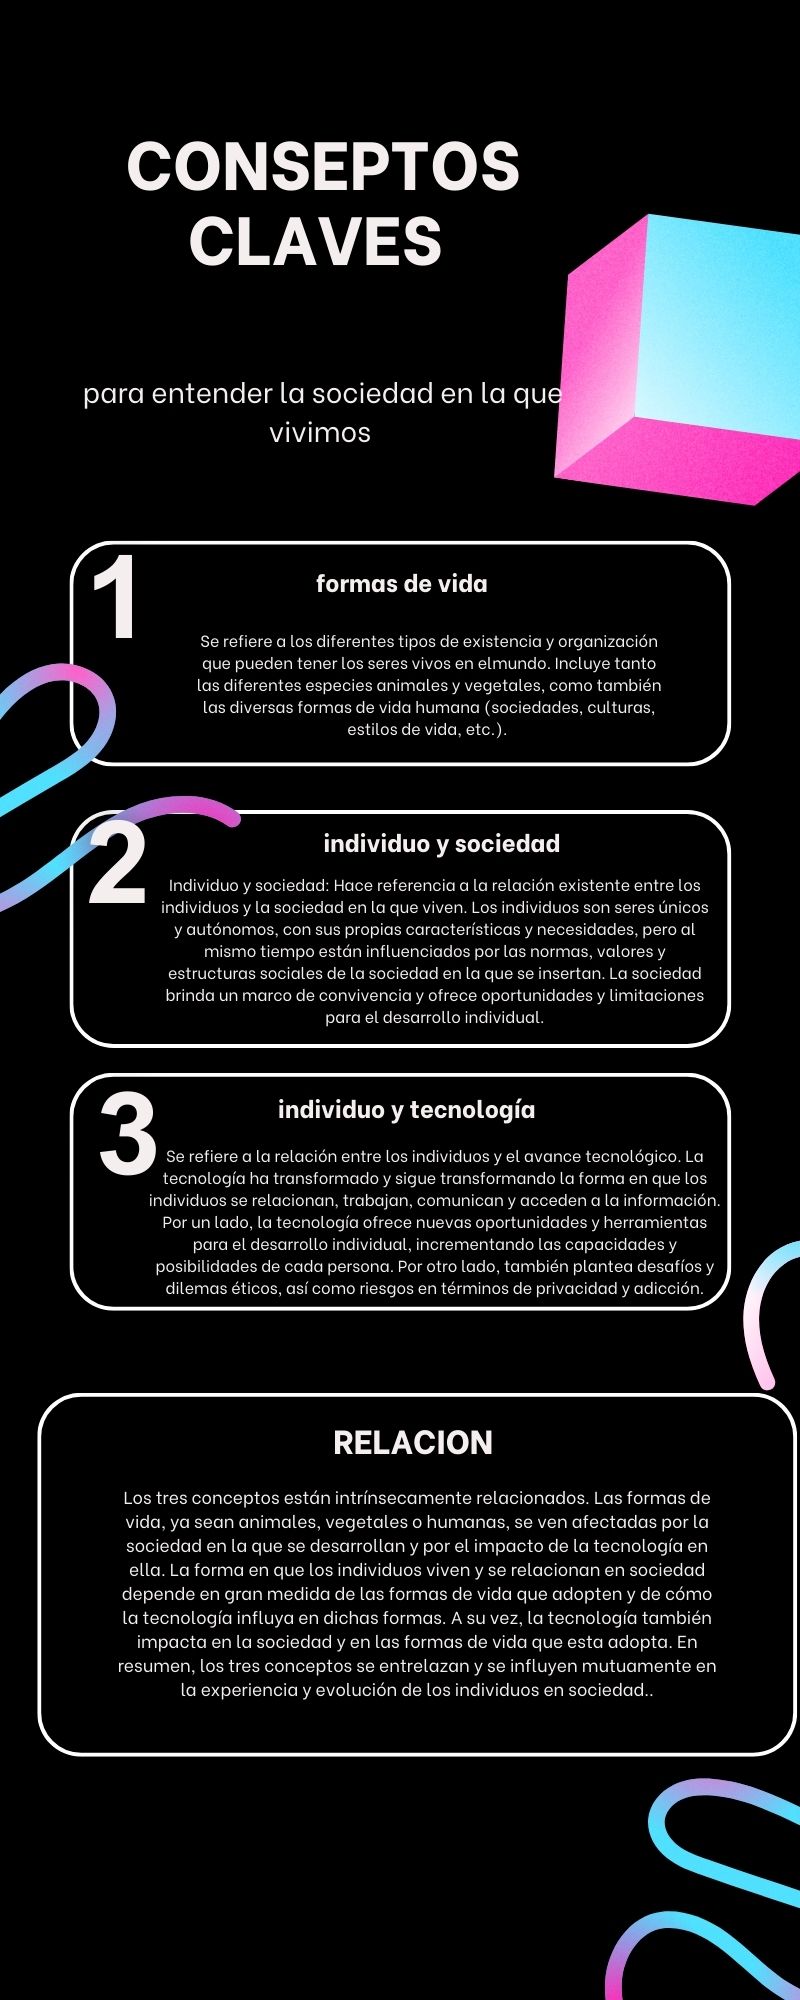 CONSEPTOS
CLAVES
para entender la sociedad en la que
vivimos
1
formas de vida
Se refiere a los diferentes tipos de existencia y organización
que pueden tener los seres vivos en elmundo. Incluye tanto
las diferentes especies animales y vegetales, como también
las diversas formas de vida humana (sociedades, culturas,
estilos de vida, etc.).
2
individuo y sociedad
Individuo y sociedad: Hace referencia a la relación existente entre los
individuos y la sociedad en la que viven. Los individuos son seres únicos
y autónomos, con sus propias características y necesidades, pero al
mismo tiempo están influenciados por las normas, valores y
estructuras sociales de la sociedad en la que se insertan. La sociedad
brinda un marco de convivencia y ofrece oportunidades y limitaciones
para el desarrollo individual.
3
individuo y tecnología
Se refiere a la relación entre los individuos y el avance tecnológico. La
tecnología ha transformado y sigue transformando la forma en que los
individuos se relacionan, trabajan, comunican y acceden a la información.
Por un lado, la tecnología ofrece nuevas oportunidades y herramientas
para el desarrollo individual, incrementando las capacidades y
posibilidades de cada persona. Por otro lado, también plantea desafíos y
dilemas éticos, así como riesgos en términos de privacidad y adicción.
RELACION
Los tres conceptos están intrínsecamente relacionados. Las formas de
vida, ya sean animales, vegetales o humanas, se ven afectadas por la
sociedad en la que se desarrollan y por el impacto de la tecnología en
ella. La forma en que los individuos viven y se relacionan en sociedad
depende en gran medida de las formas de vida que adopten y de cómo
la tecnología influya en dichas formas. A su vez, la tecnología también
impacta en la sociedad y en las formas de vida que esta adopta. En
resumen, los tres conceptos se entrelazan y se influyen mutuamente en
la experiencia y evolución de los individuos en sociedad..